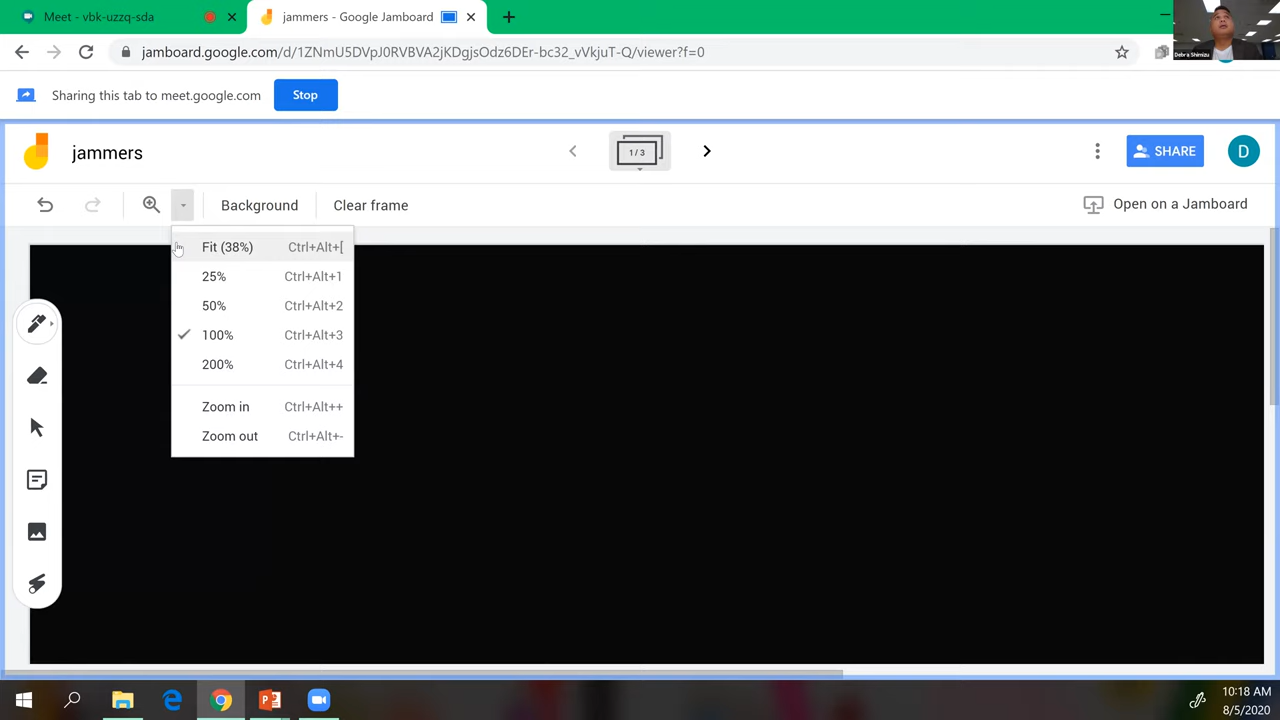 Meet - vbk-uzzq-sda
jammers - Google Jamboard
jamboard.google.com/d/1ZNmU5DVpJ0RVBVA2jKDgjsOdz6DEr-bc32_vVkjuT-Q/viewer?f=0
Debra Shimizu
Sharing this tab to meet.google.com
Stop
jammers
1 / 3
SHARE
D
Background
Clear frame
Open on a Jamboard
Fit (38%) Ctrl+Alt+[
25% Ctrl+Alt+1
50% Ctrl+Alt+2
100% Ctrl+Alt+3
200% Ctrl+Alt+4
Zoom in Ctrl+Alt++
Zoom out Ctrl+Alt+-
10:18 AM
8/5/2020